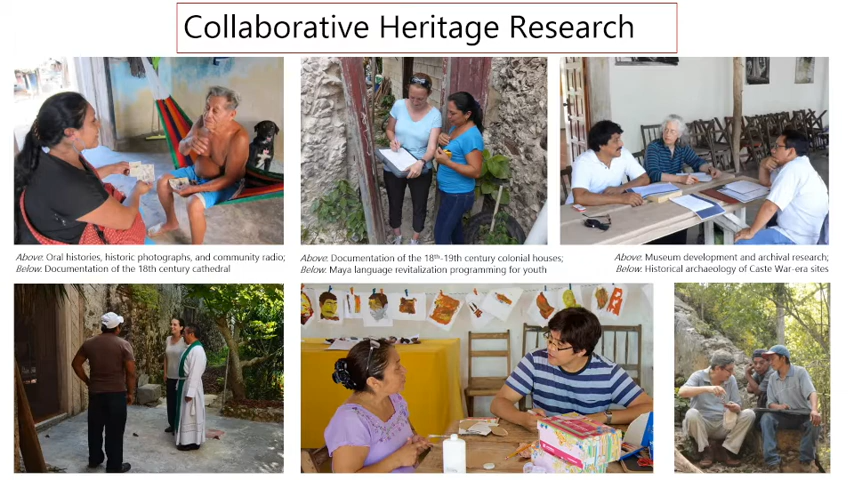 Collaborative Heritage Research
Above: Oral histories, historic photographs, and community radio;
Below: Documentation of the 18th century cathedral
Above: Documentation of the 18th-19th century colonial houses;
Below: Maya language revitalization programming for youth
Above: Museum development and archival research;
Below: Historical archaeology of Caste War-era sites